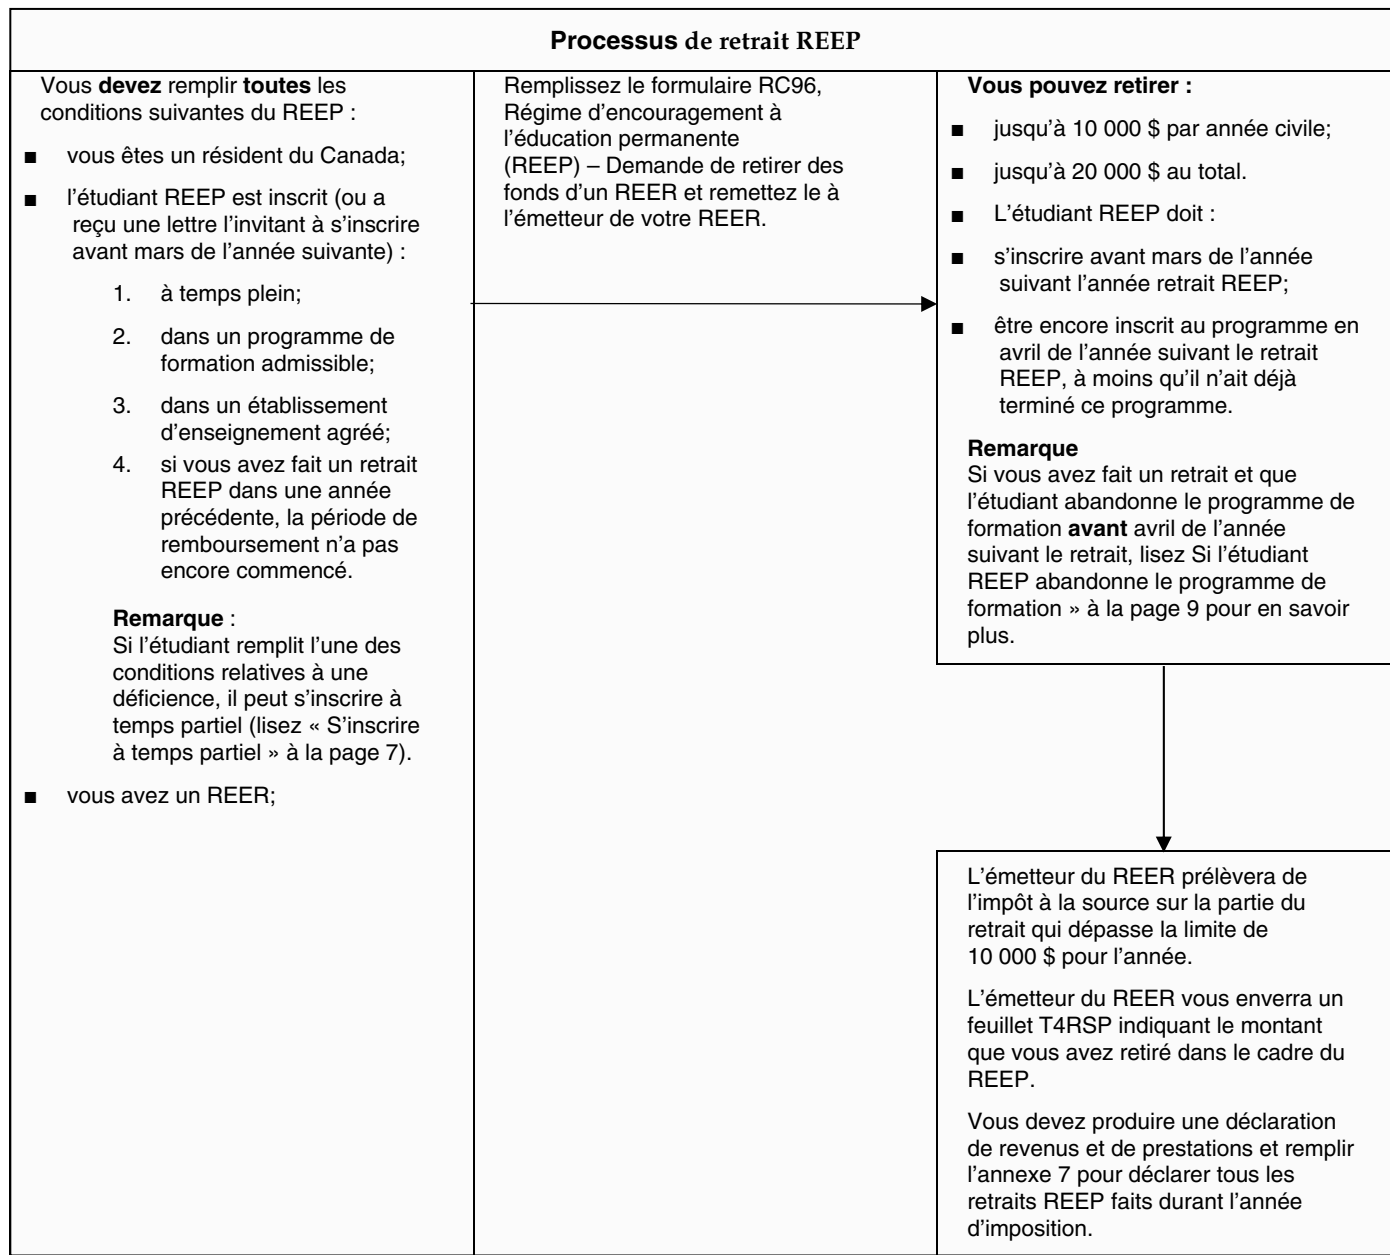 Processus de retrait REEP
Vous devez remplir toutes les
conditions suivantes du REEP :
■ vous êtes un résident du Canada;
■ l'étudiant REEP est inscrit (ou a
reçu une lettre l'invitant à s'inscrire
avant mars de l'année suivante) :
1. à temps plein;
2. dans un programme de
formation admissible;
3. dans un établissement
d'enseignement agréé;
4. si vous avez fait un retrait
REEP dans une année
précédente, la période de
remboursement n'a pas
encore commencé.
Remarque :
Si l'étudiant remplit l'une des
conditions relatives à une
déficience, il peut s'inscrire à
temps partiel (lisez « S'inscrire
à temps partiel » à la page 7).
■ vous avez un REER;
Remplissez le formulaire RC96,
Régime d'encouragement à
l'éducation permanente
(REEP) – Demande de retirer des
fonds d'un REER et remettez le à
l'émetteur de votre REER.
Vous pouvez retirer :
■ jusqu'à 10 000 $ par année civile;
■ jusqu'à 20 000 $ au total.
■ L'étudiant REEP doit :
■ s'inscrire avant mars de l'année
suivant l'année retrait REEP;
■ être encore inscrit au programme en
avril de l'année suivant le retrait
REEP, à moins qu'il n'ait déjà
terminé ce programme.
Remarque
Si vous avez fait un retrait et que
l'étudiant abandonne le programme de
formation avant avril de l'année
suivant le retrait, lisez Si l'étudiant
REEP abandonne le programme de
formation » à la page 9 pour en savoir
plus.
L'émetteur du REER prélèvera de
l'impôt à la source sur la partie du
retrait qui dépasse la limite de
10 000 $ pour l'année.
L'émetteur du REER vous enverra un
feuillet T4RSP indiquant le montant
que vous avez retiré dans le cadre du
REEP.
Vous devez produire une déclaration
de revenus et de prestations et remplir
l'annexe 7 pour déclarer tous les
retraits REEP faits durant l'année
d'imposition.